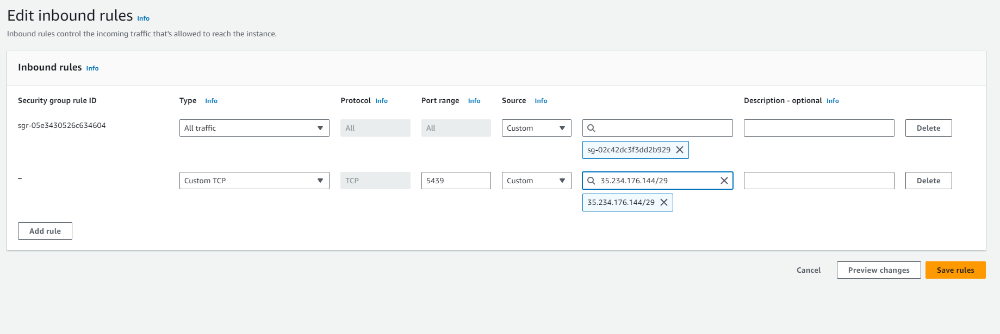 Edit inbound rules Info
Inbound rules control the incoming traffic that's allowed to reach the instance.
Inbound rules Info
Security group rule ID Type Info Protocol Info Port range Info Source Info Description - optional Info
sgr-05e3430526c634604 All traffic All All Custom Delete
sg-02c42dc3f3dd2b929
– Custom TCP TCP 5439 Custom 35.234.176.144/29 Delete
35.234.176.144/29
Add rule
Cancel Preview changes Save rules